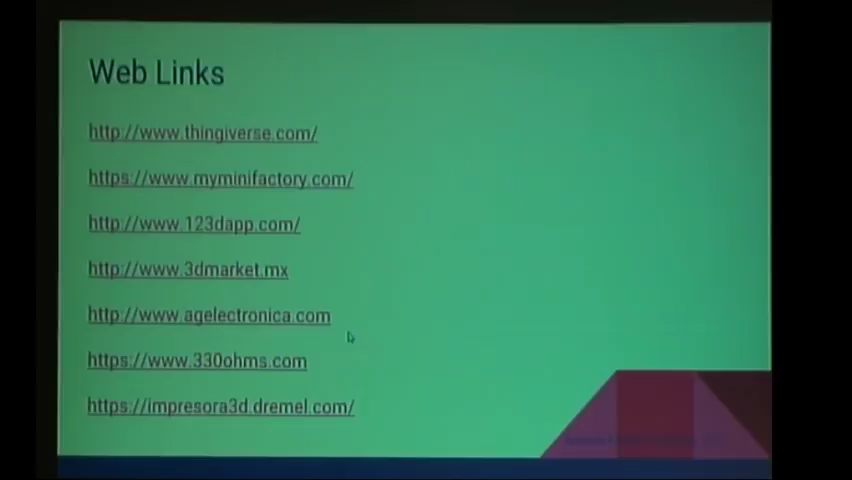 Web Links
http://www.thingiverse.com/
https://www.myminifactory.com/
http://www.123dapp.com/
http://www.3dmarket.mx
http://www.agelectronica.com
https://www.330ohms.com
https://impresora3d.dremel.com/